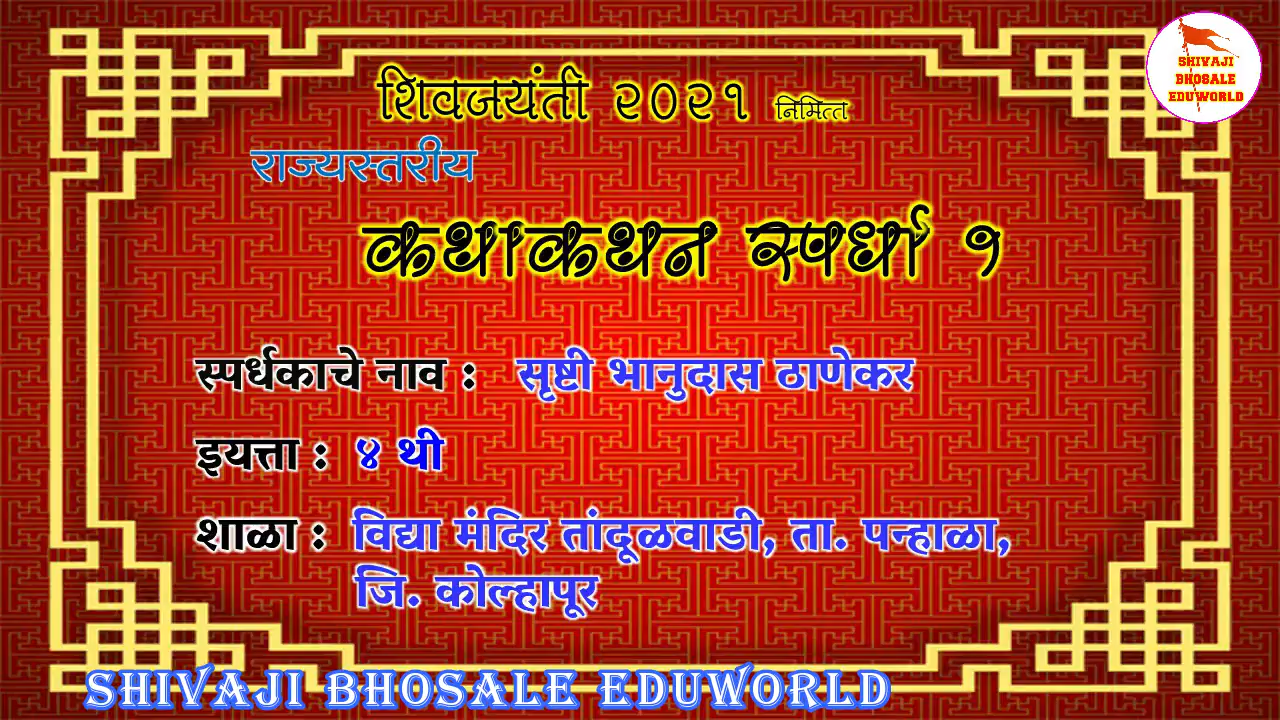 शिवजयंती २०२१ निमित्त
राज्यस्तरीय
कथाकथन स्पर्धा १
स्पर्धकाचे नाव : सृष्टी भानुदास ठाणेकर
इयत्ता : ४ थी
शाळा : विद्या मंदिर तांदूळवाडी, ता. पन्हाळा,
जि. कोल्हापूर
SHIVAJI BHOSALE EDUWORLD
SHIVAJI
BHOSALE
EDUWORLD